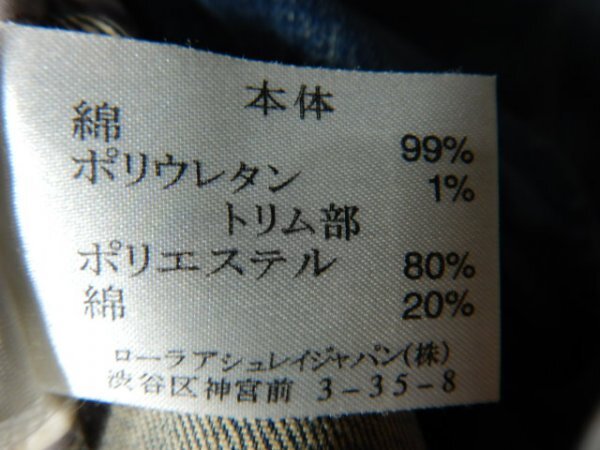 本体
綿 99%
ポリウレタン 1%
トリム部
ポリエステル 80%
綿 20%
ローラアシュレイジャパン(株)
渋谷区神宮前 3-35-8